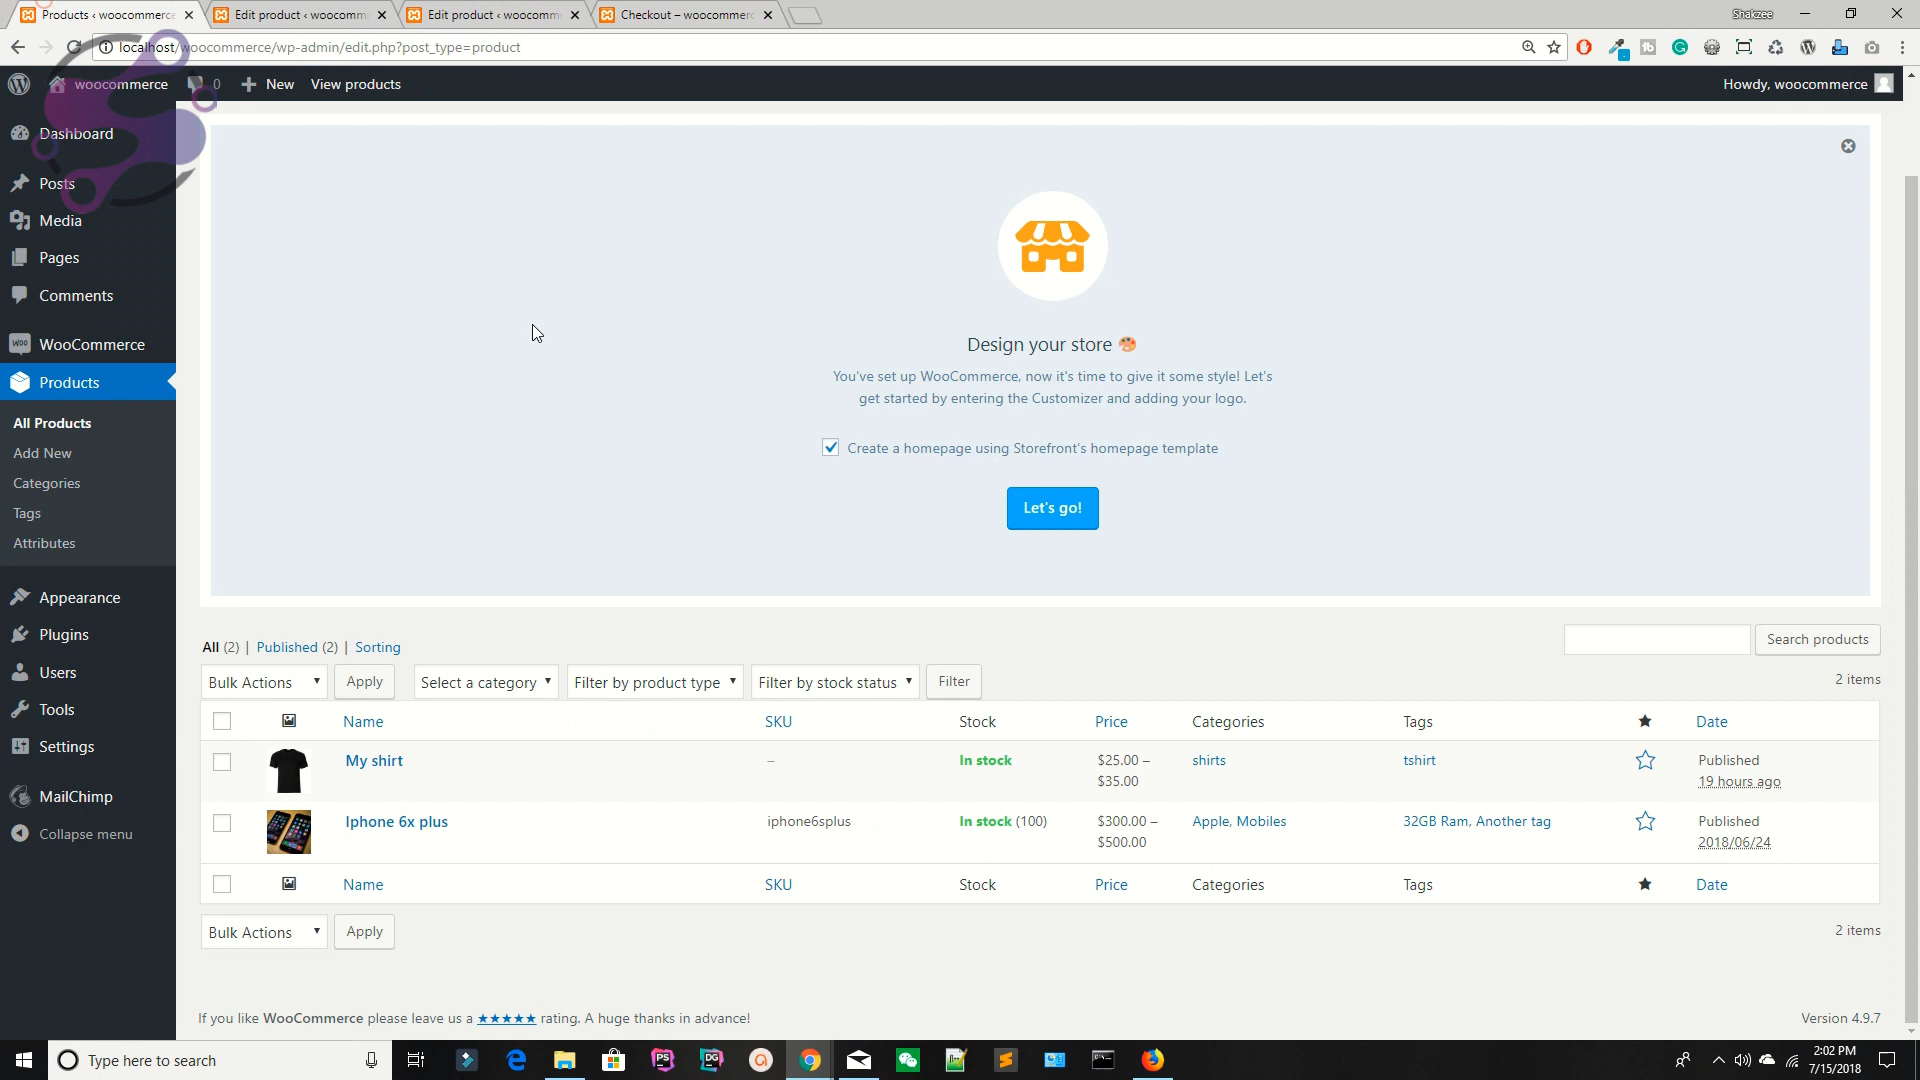 Products ‹ woocommerce
Edit product ‹ woocomm
Edit product ‹ woocomm
Checkout – woocommerc
Shakzee
localhost/woocommerce/wp-admin/edit.php?post_type=product
woocommerce
0
New
View products
Howdy, woocommerce
Dashboard
Posts
Media
Pages
Comments
WooCommerce
Products
All Products
Add New
Categories
Tags
Attributes
Appearance
Plugins
Users
Tools
Settings
MailChimp
Collapse menu
Design your store
You've set up WooCommerce, now it's time to give it some style! Let's
get started by entering the Customizer and adding your logo.
Create a homepage using Storefront's homepage template
Let's go!
All (2) | Published (2) | Sorting
Search products
Bulk Actions
Apply
Select a category
Filter by product type
Filter by stock status
Filter
2 items
Name SKU Stock Price Categories Tags Date
My shirt – In stock $25.00 – shirts tshirt Published
$35.00 19 hours ago
Iphone 6x plus iphone6splus In stock (100) $300.00 – Apple, Mobiles 32GB Ram, Another tag Published
$500.00 2018/06/24
Name SKU Stock Price Categories Tags Date
Bulk Actions
Apply
2 items
If you like WooCommerce please leave us a ★★★★★ rating. A huge thanks in advance!
Version 4.9.7
Type here to search
2:02 PM
7/15/2018